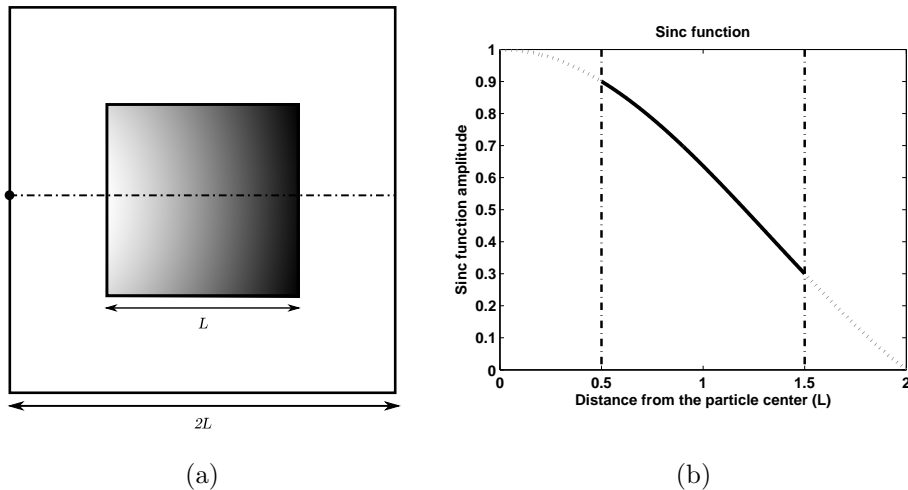 L
2L
(a)
Sinc function
Sinc function amplitude
1
0.9
0.8
0.7
0.6
0.5
0.4
0.3
0.2
0.1
0
0 0.5 1 1.5 2
Distance from the particle center (L)
(b)